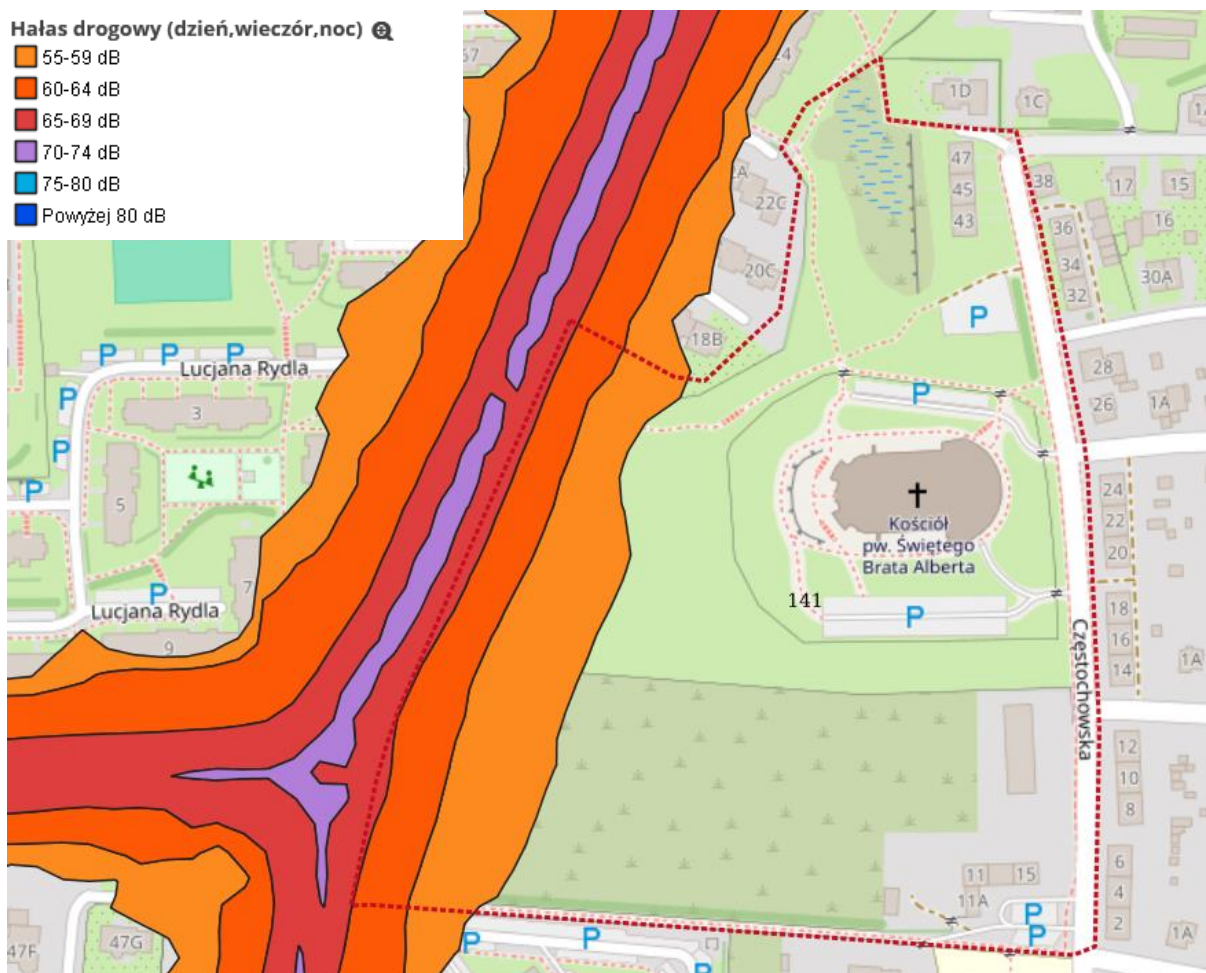 Hałas drogowy (dzień,wieczór,noc)
55-59 dB
60-64 dB
65-69 dB
70-74 dB
75-80 dB
Powyżej 80 dB
67
24
1D
1C
47
45
43
38
17
15
36
34
32
16
30A
2A
22C
20C
18B
P
P
P
P
Lucjana Rydla
P
28
26
1A
3
P
P
P
5
24
22
20
Kościół
pw. Świętego
Brata Alberta
7
P
Lucjana Rydla
141
P
18
16
14
1A
9
Częstochowska
12
10
8
6
4
2
11
15
11A
P
P
P
P
P
47F
47G
1A